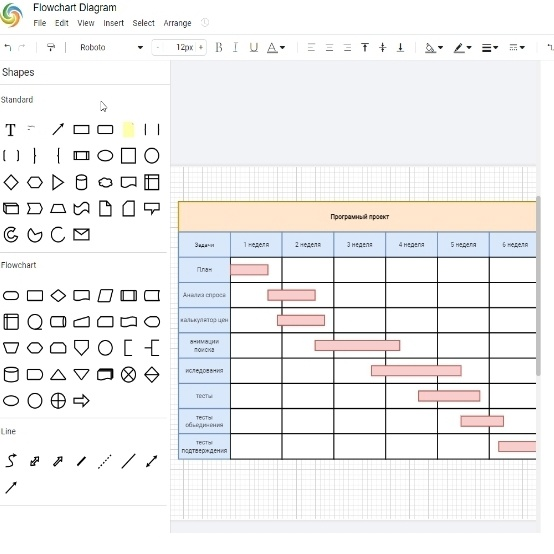 Flowchart Diagram
File Edit View Insert Select Arrange
Roboto - 12px + B I U A
Shapes
Standard
T
Програмный проект
Задачи 1 неделя 2 неделя 3 неделя 4 неделя 5 неделя 6 неделя
План
Анализ спроса
калькулятор цен
анимации
поиска
иследования
Flowchart
тесты
тесты
обьединения
тесты
подтверждения
Line